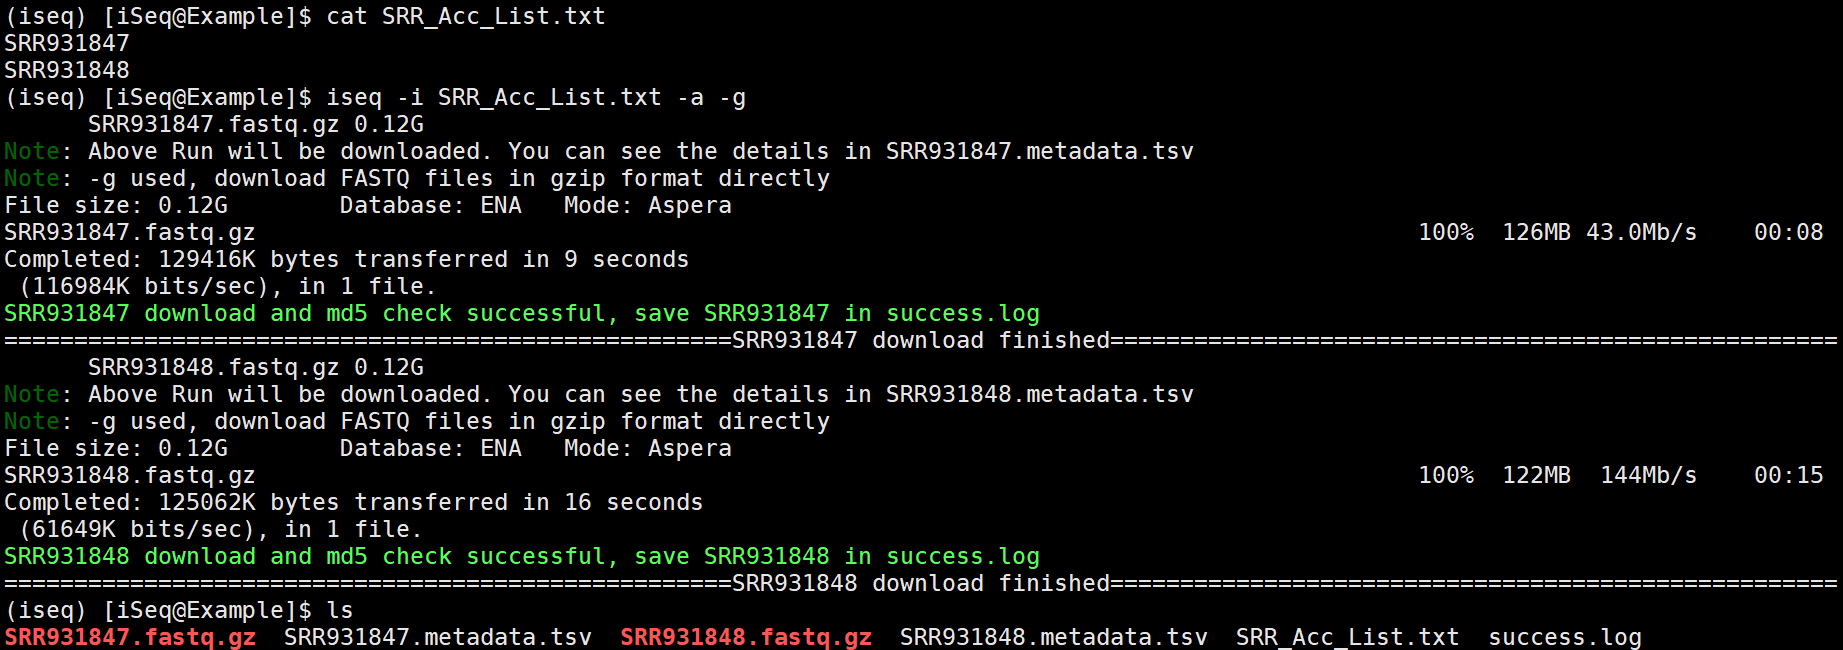 (iseq) [iSeq@Example]$ cat SRR_Acc_List.txt
SRR931847
SRR931848
(iseq) [iSeq@Example]$ iseq -i SRR_Acc_List.txt -a -g
      SRR931847.fastq.gz 0.12G
Note: Above Run will be downloaded. You can see the details in SRR931847.metadata.tsv
Note: -g used, download FASTQ files in gzip format directly
File size: 0.12G        Database: ENA   Mode: Aspera
SRR931847.fastq.gz                                                                                   100%  126MB 43.0Mb/s    00:08
Completed: 129416K bytes transferred in 9 seconds
 (116984K bits/sec), in 1 file.
SRR931847 download and md5 check successful, save SRR931847 in success.log
====================================================SRR931847 download finished====================================================
      SRR931848.fastq.gz 0.12G
Note: Above Run will be downloaded. You can see the details in SRR931848.metadata.tsv
Note: -g used, download FASTQ files in gzip format directly
File size: 0.12G        Database: ENA   Mode: Aspera
SRR931848.fastq.gz                                                                                   100%  122MB  144Mb/s    00:15
Completed: 125062K bytes transferred in 16 seconds
 (61649K bits/sec), in 1 file.
SRR931848 download and md5 check successful, save SRR931848 in success.log
====================================================SRR931848 download finished====================================================
(iseq) [iSeq@Example]$ ls
SRR931847.fastq.gz  SRR931847.metadata.tsv  SRR931848.fastq.gz  SRR931848.metadata.tsv  SRR_Acc_List.txt  success.log